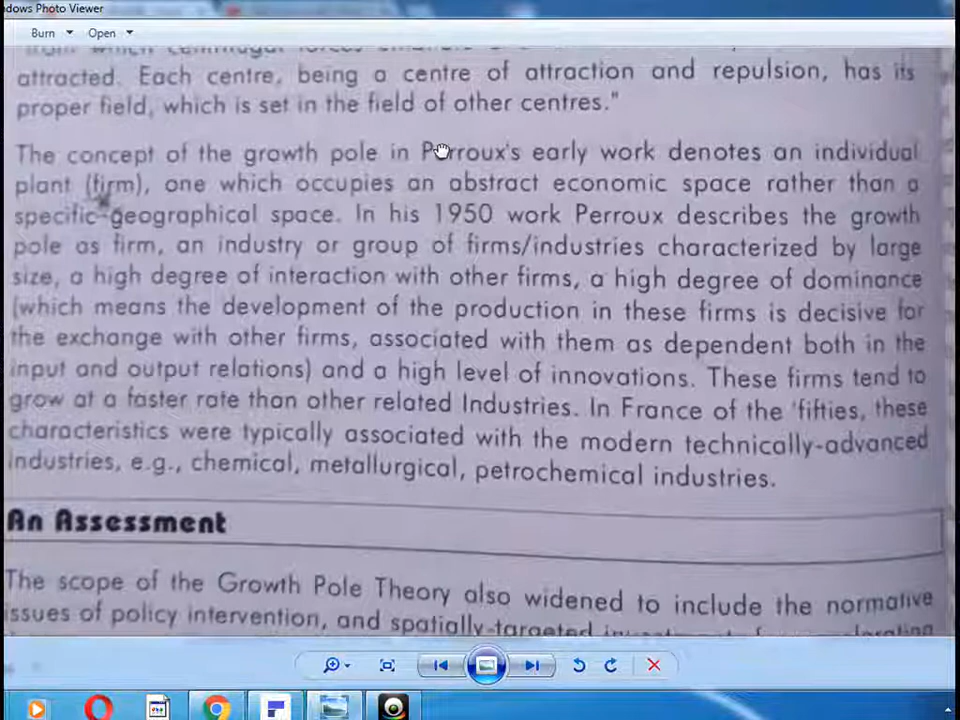 ndows Photo Viewer
Burn Open
from which centrifugal forces
attracted. Each centre, being a centre of attraction and repulsion, has its
proper field, which is set in the field of other centres."
The concept of the growth pole in Perroux's early work denotes an individual
plant (firm), one which occupies an abstract economic space rather than a
specific geographical space. In his 1950 work Perroux describes the growth
pole as firm, an industry or group of firms/industries characterized by large
size, a high degree of interaction with other firms, a high degree of dominance
(which means the development of the production in these firms is decisive for
the exchange with other firms, associated with them as dependent both in the
input and output relations) and a high level of innovations. These firms tend to
grow at a faster rate than other related Industries. In France of the 'fifties, these
characteristics were typically associated with the modern technically-advanced
industries, e.g., chemical, metallurgical, petrochemical industries.
An Assessment
The scope of the Growth Pole Theory also widened to include the normative
issues of policy intervention, and spatially-targeted